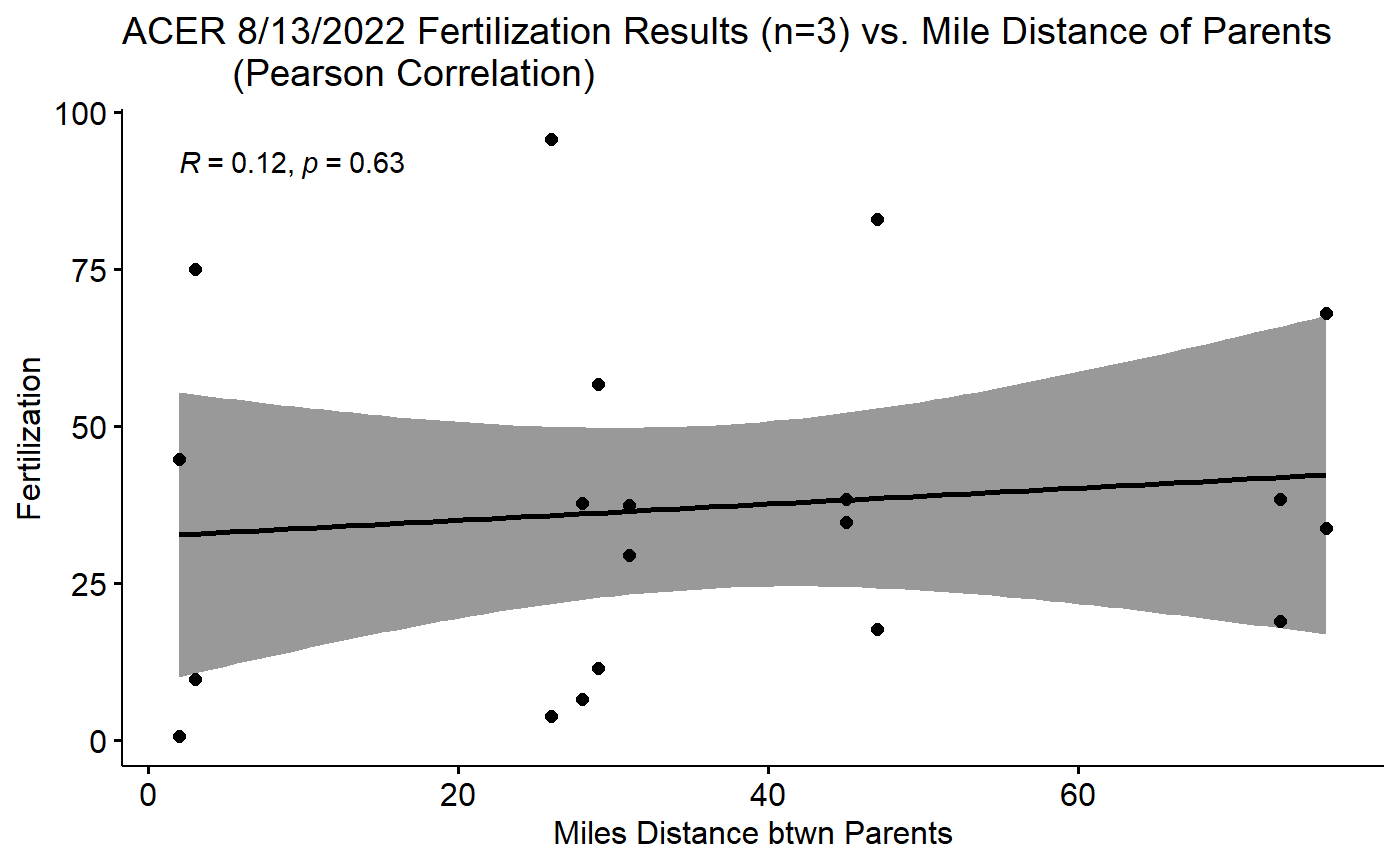 ACER 8/13/2022 Fertilization Results (n=3) vs. Mile Distance of Parents
(Pearson Correlation)
100
R = 0.12, p = 0.63
75
50
25
0
Fertilization
0 20 40 60
Miles Distance btwn Parents